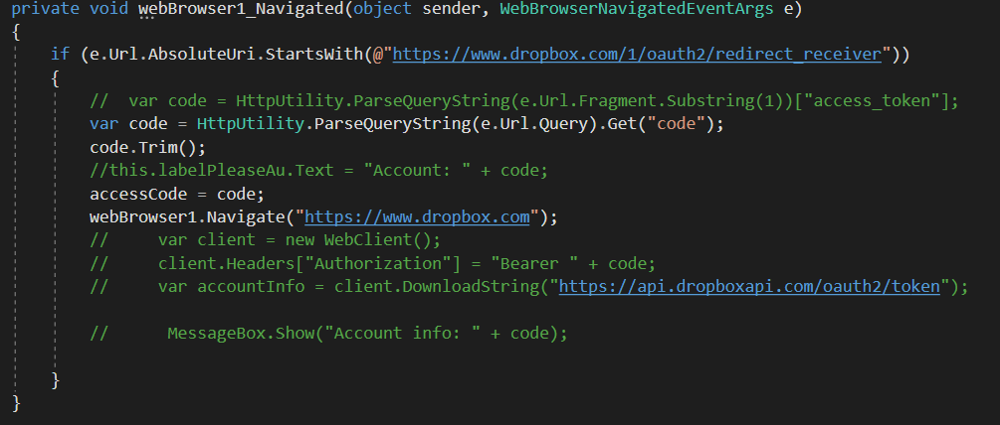 private void webBrowser1_Navigated(object sender, WebBrowserNavigatedEventArgs e)
{
if (e.Url.AbsoluteUri.StartsWith(@"https://www.dropbox.com/1/oauth2/redirect_receiver"))
{
//  var code = HttpUtility.ParseQueryString(e.Url.Fragment.Substring(1))["access_token"];
var code = HttpUtility.ParseQueryString(e.Url.Query).Get("code");
code.Trim();
//this.labelPleaseAu.Text = "Account: " + code;
accessCode = code;
webBrowser1.Navigate("https://www.dropbox.com");
//     var client = new WebClient();
//     client.Headers["Authorization"] = "Bearer " + code;
//     var accountInfo = client.DownloadString("https://api.dropboxapi.com/oauth2/token");
//      MessageBox.Show("Account info: " + code);
}
}